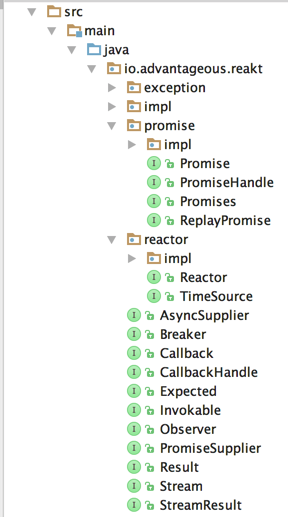 src
main
java
io.advantageous.reakt
exception
impl
promise
impl
I Promise
I PromiseHandle
I Promises
I ReplayPromise
reactor
impl
I Reactor
I TimeSource
I AsyncSupplier
I Breaker
I Callback
I CallbackHandle
I Expected
I Invokable
I Observer
I PromiseSupplier
I Result
I Stream
I StreamResult